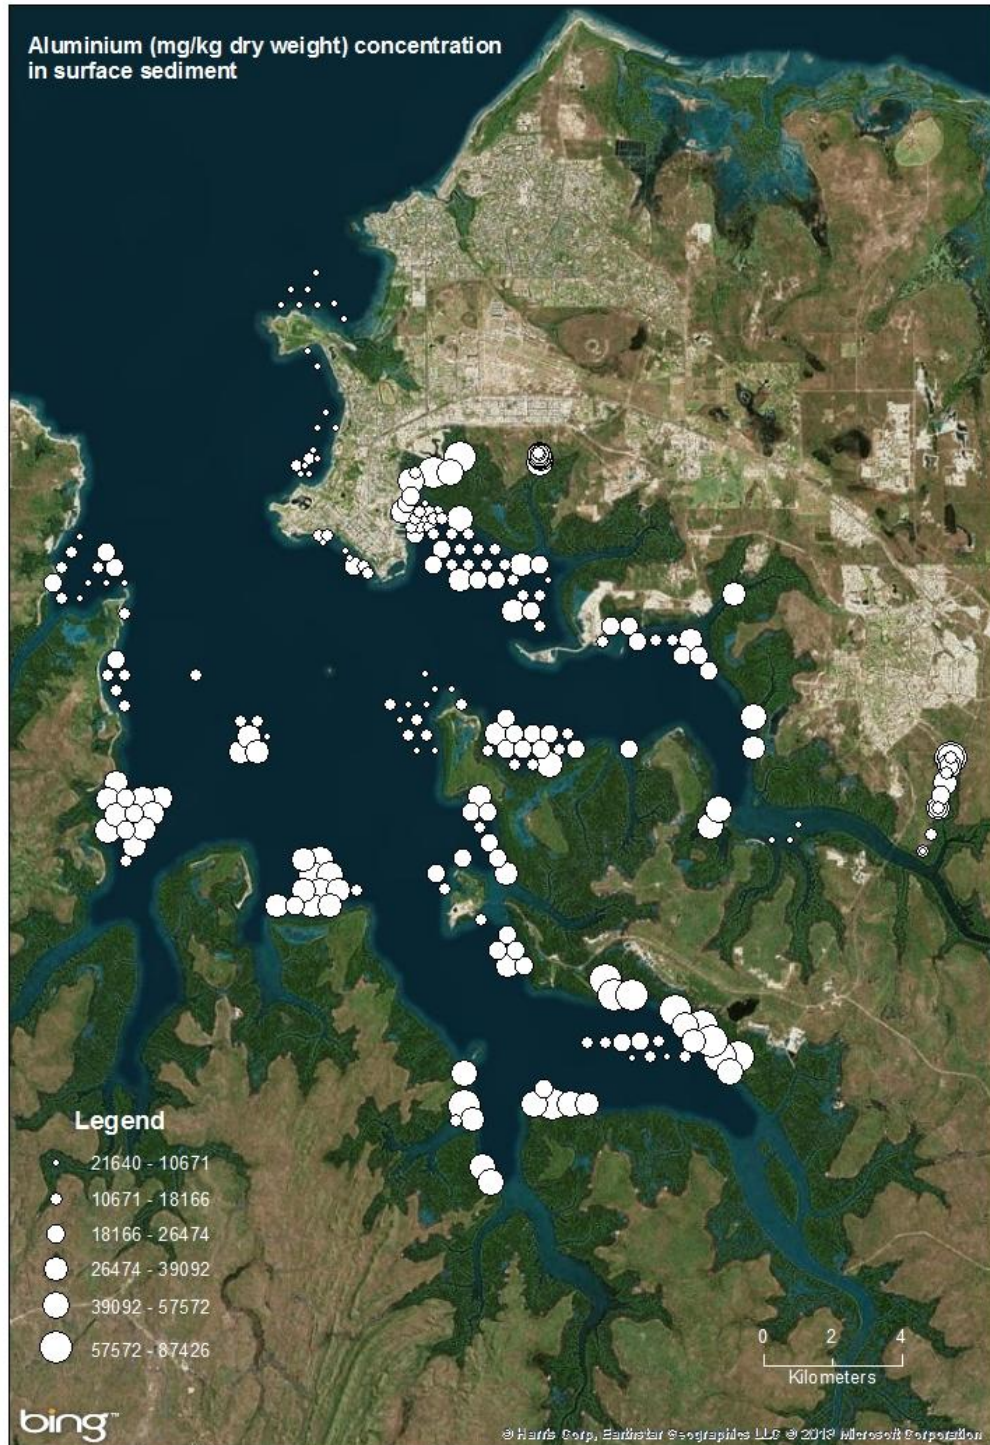 Aluminium (mg/kg dry weight) concentration
in surface sediment
Legend
21640 - 10671
10671 - 18166
18166 - 26474
26474 - 39092
39092 - 57572
57572 - 87426
0 2 4
Kilometers
bing™
© Harris Corp, Earthstar Geographics LLC © 2013 Microsoft Corporation